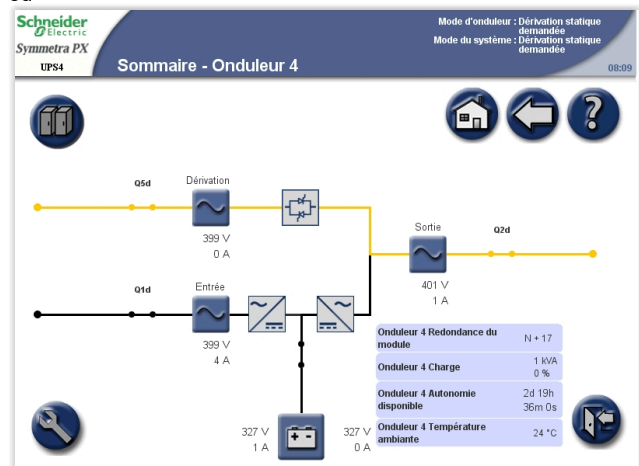 Schneider
Electric
Symmetra PX
UPS4
Sommaire - Onduleur 4
Mode d'onduleur : Dérivation statique
demandée
Mode du système : Dérivation statique
demandée
08:09
Q5d
Dérivation
399 V
0 A
Sortie
Q2d
401 V
1 A
Q1d
Entrée
399 V
4 A
Onduleur 4 Redondance du
module
N + 17
Onduleur 4 Charge
1 kVA
0 %
Onduleur 4 Autonomie
disponible
2d 19h
36m 0s
Onduleur 4 Température
ambiante
24 °C
327 V
1 A
327 V
0 A